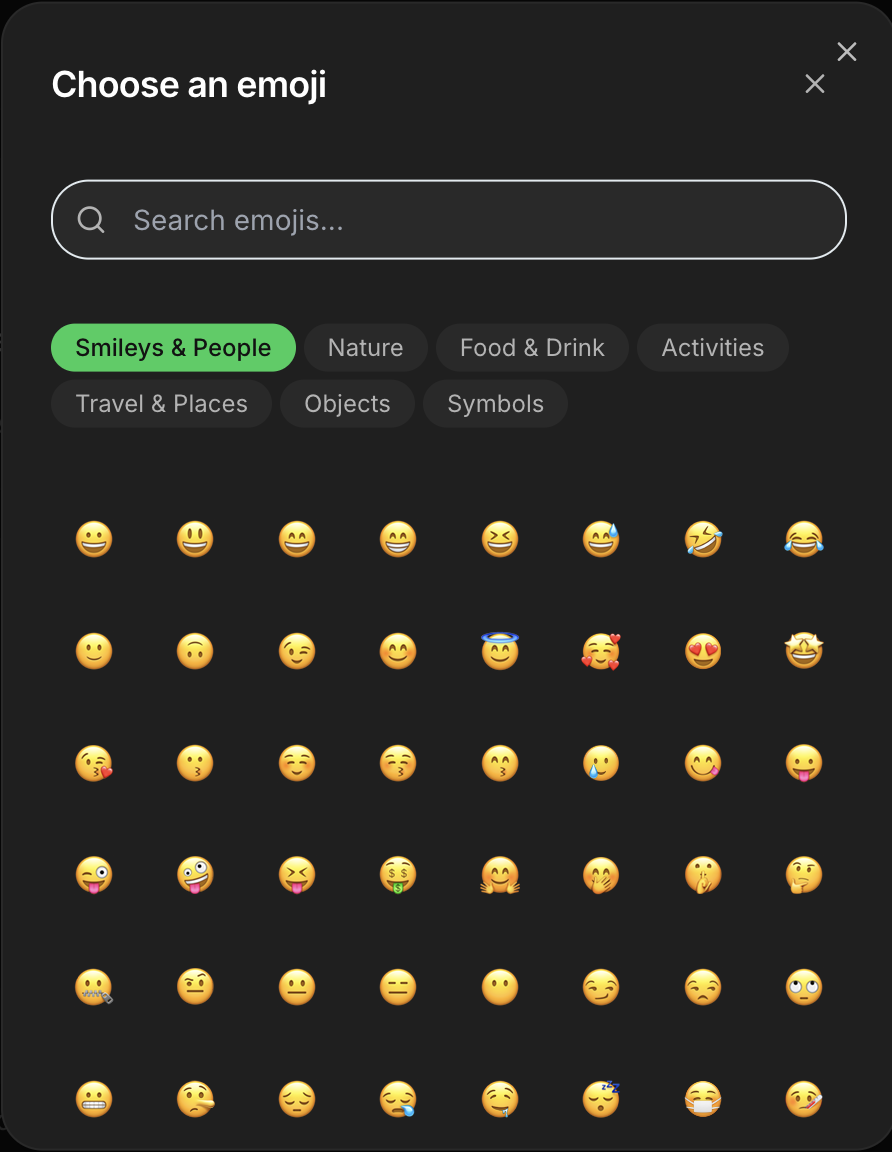 Choose an emoji
Search emojis...
Smileys & People Nature Food & Drink Activities
Travel & Places Objects Symbols